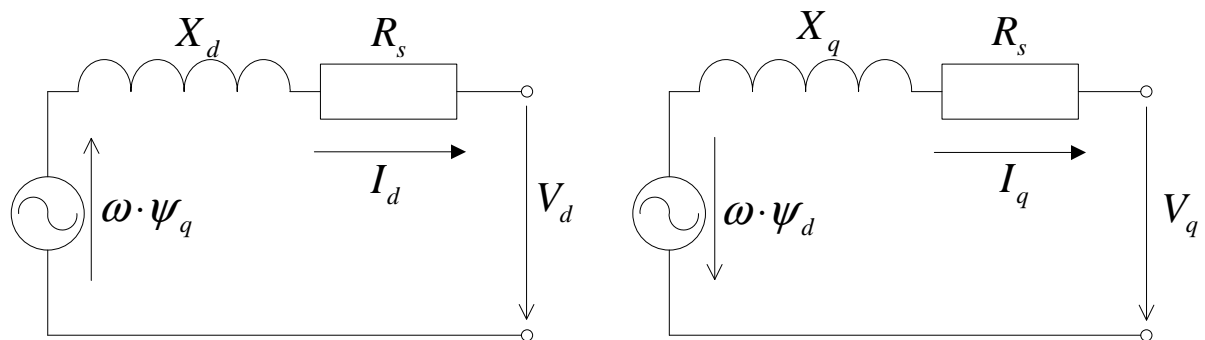 X_d R_s
I_d
ω·ψ_q
V_d
X_q R_s
I_q
ω·ψ_d
V_q